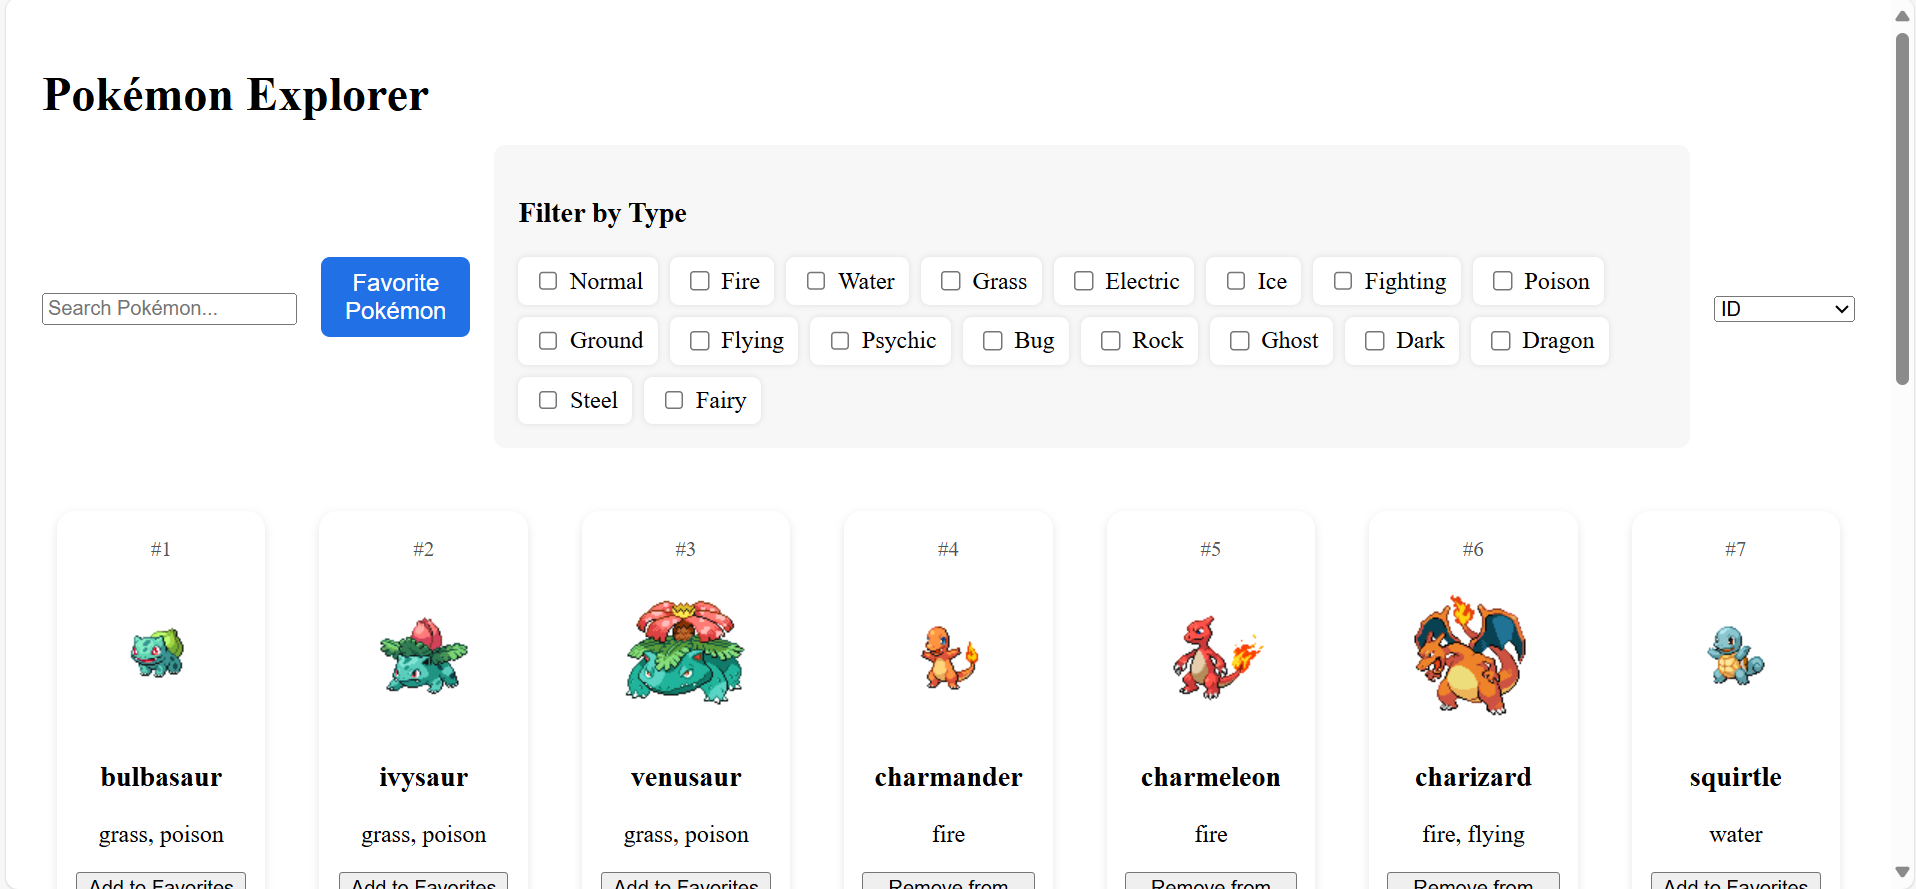 Pokémon Explorer
Search Pokémon...
Favorite
Pokémon
Filter by Type
Normal Fire Water Grass Electric Ice Fighting Poison
Ground Flying Psychic Bug Rock Ghost Dark Dragon
Steel Fairy
ID
#1 #2 #3 #4 #5 #6 #7
bulbasaur ivysaur venusaur charmander charmeleon charizard squirtle
grass, poison grass, poison grass, poison fire fire fire, flying water
Add to Favorites Add to Favorites Add to Favorites Remove from Remove from Remove from Add to Favorites